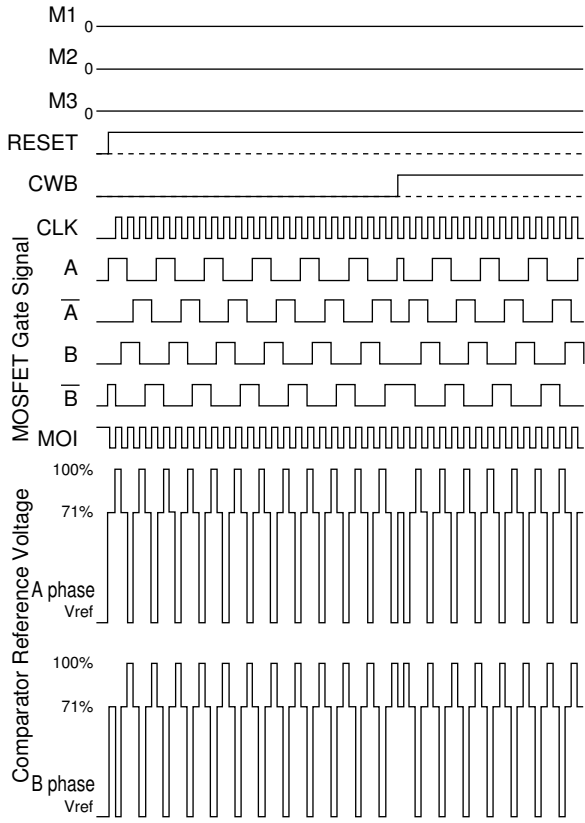 M1 0
M2 0
M3 0
RESET
CWB
CLK
MOSFET Gate Signal
A
A̅
B
B̅
MOI
Comparator Reference Voltage
100%
71%
A phase
Vref
100%
71%
B phase
Vref